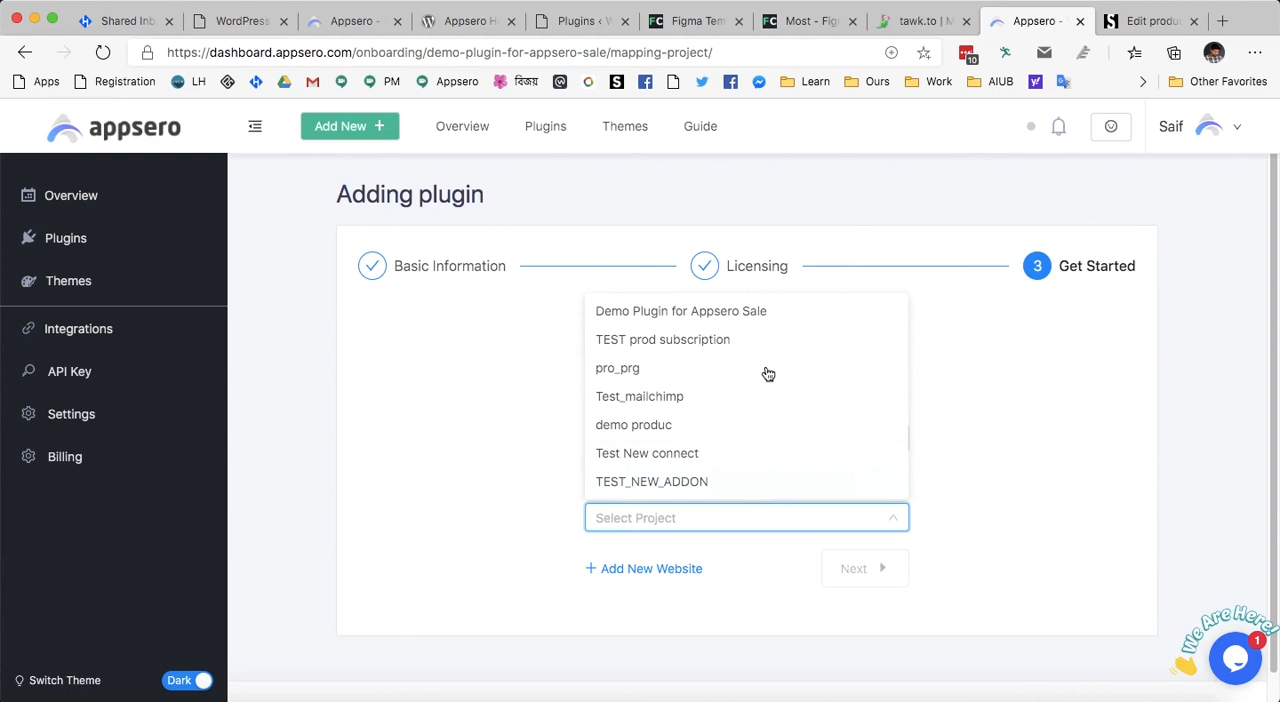 Shared Inb
WordPress
Appsero -
Appsero H
Plugins ‹ W
Figma Tem
Most - Fig
tawk.to | M
Appsero -
Edit produ
https://dashboard.appsero.com/onboarding/demo-plugin-for-appsero-sale/mapping-project/
10
Apps
Registration
LH
PM
Appsero
বিজয়
Learn
Ours
Work
AIUB
Other Favorites
appsero
Add New +
Overview
Plugins
Themes
Guide
Saif
Overview
Plugins
Themes
Integrations
API Key
Settings
Billing
Switch Theme
Dark
Adding plugin
Basic Information
Licensing
3 Get Started
Demo Plugin for Appsero Sale
TEST prod subscription
pro_prg
Test_mailchimp
demo produc
Test New connect
TEST_NEW_ADDON
Select Project
+ Add New Website
Next
We Are Here!
1